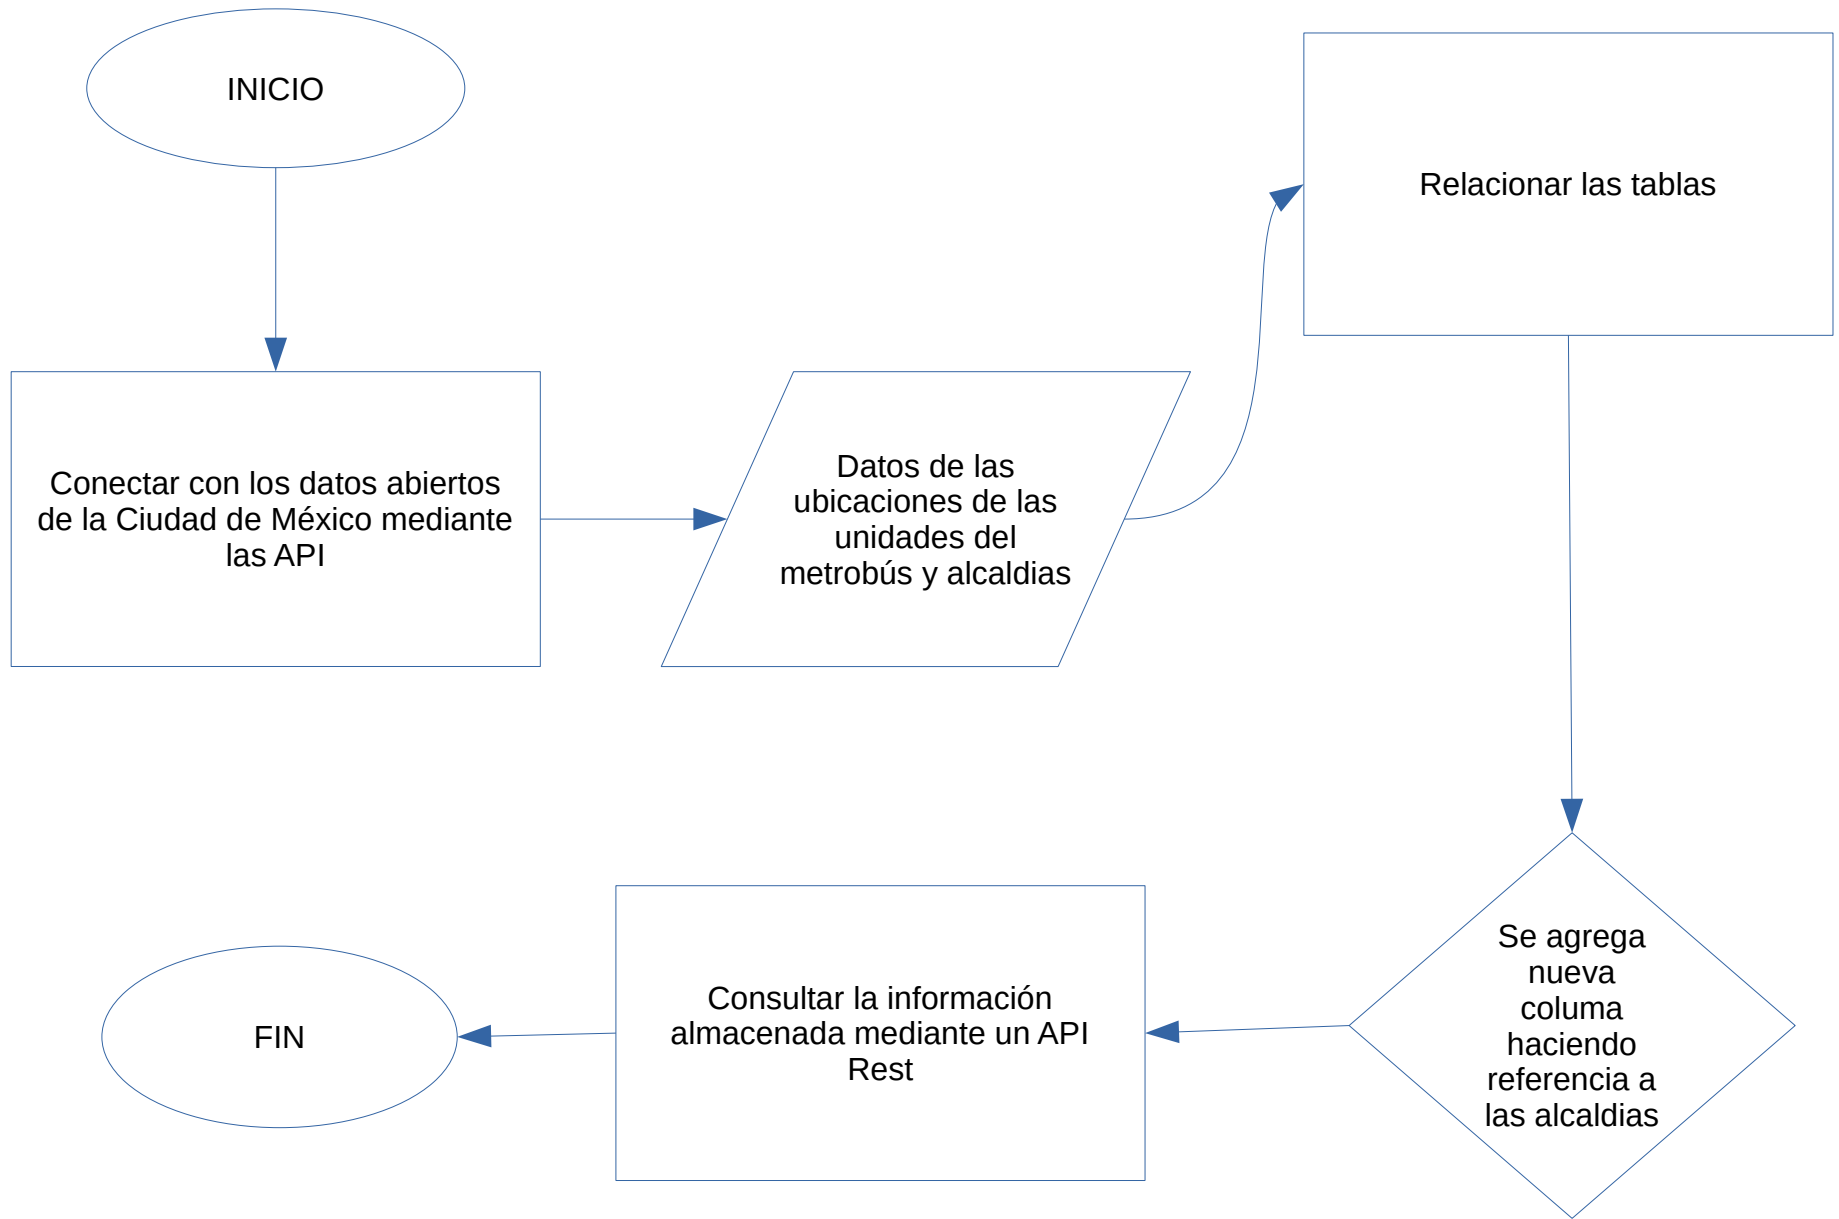 INICIO
Conectar con los datos abiertos
de la Ciudad de México mediante
las API
Datos de las
ubicaciones de las
unidades del
metrobús y alcaldias
Relacionar las tablas
Se agrega
nueva
columa
haciendo
referencia a
las alcaldias
Consultar la información
almacenada mediante un API
Rest
FIN